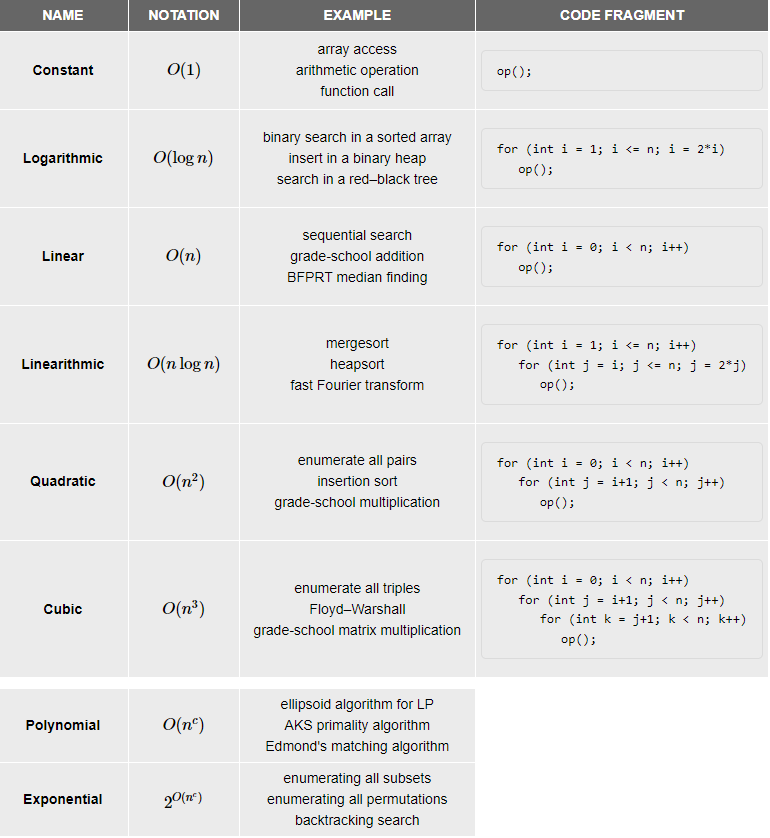 NAME NOTATION EXAMPLE CODE FRAGMENT
Constant O(1)
array access
arithmetic operation
function call
op();
Logarithmic O(log n)
binary search in a sorted array
insert in a binary heap
search in a red–black tree
for (int i = 1; i <= n; i = 2*i)
op();
Linear O(n)
sequential search
grade-school addition
BFPRT median finding
for (int i = 0; i < n; i++)
op();
Linearithmic O(n log n)
mergesort
heapsort
fast Fourier transform
for (int i = 1; i <= n; i++)
for (int j = i; j <= n; j = 2*j)
op();
Quadratic O(n²)
enumerate all pairs
insertion sort
grade-school multiplication
for (int i = 0; i < n; i++)
for (int j = i+1; j < n; j++)
op();
Cubic O(n³)
enumerate all triples
Floyd–Warshall
grade-school matrix multiplication
for (int i = 0; i < n; i++)
for (int j = i+1; j < n; j++)
for (int k = j+1; k < n; k++)
op();
Polynomial O(nᶜ)
ellipsoid algorithm for LP
AKS primality algorithm
Edmond's matching algorithm
Exponential 2^O(nᶜ)
enumerating all subsets
enumerating all permutations
backtracking search